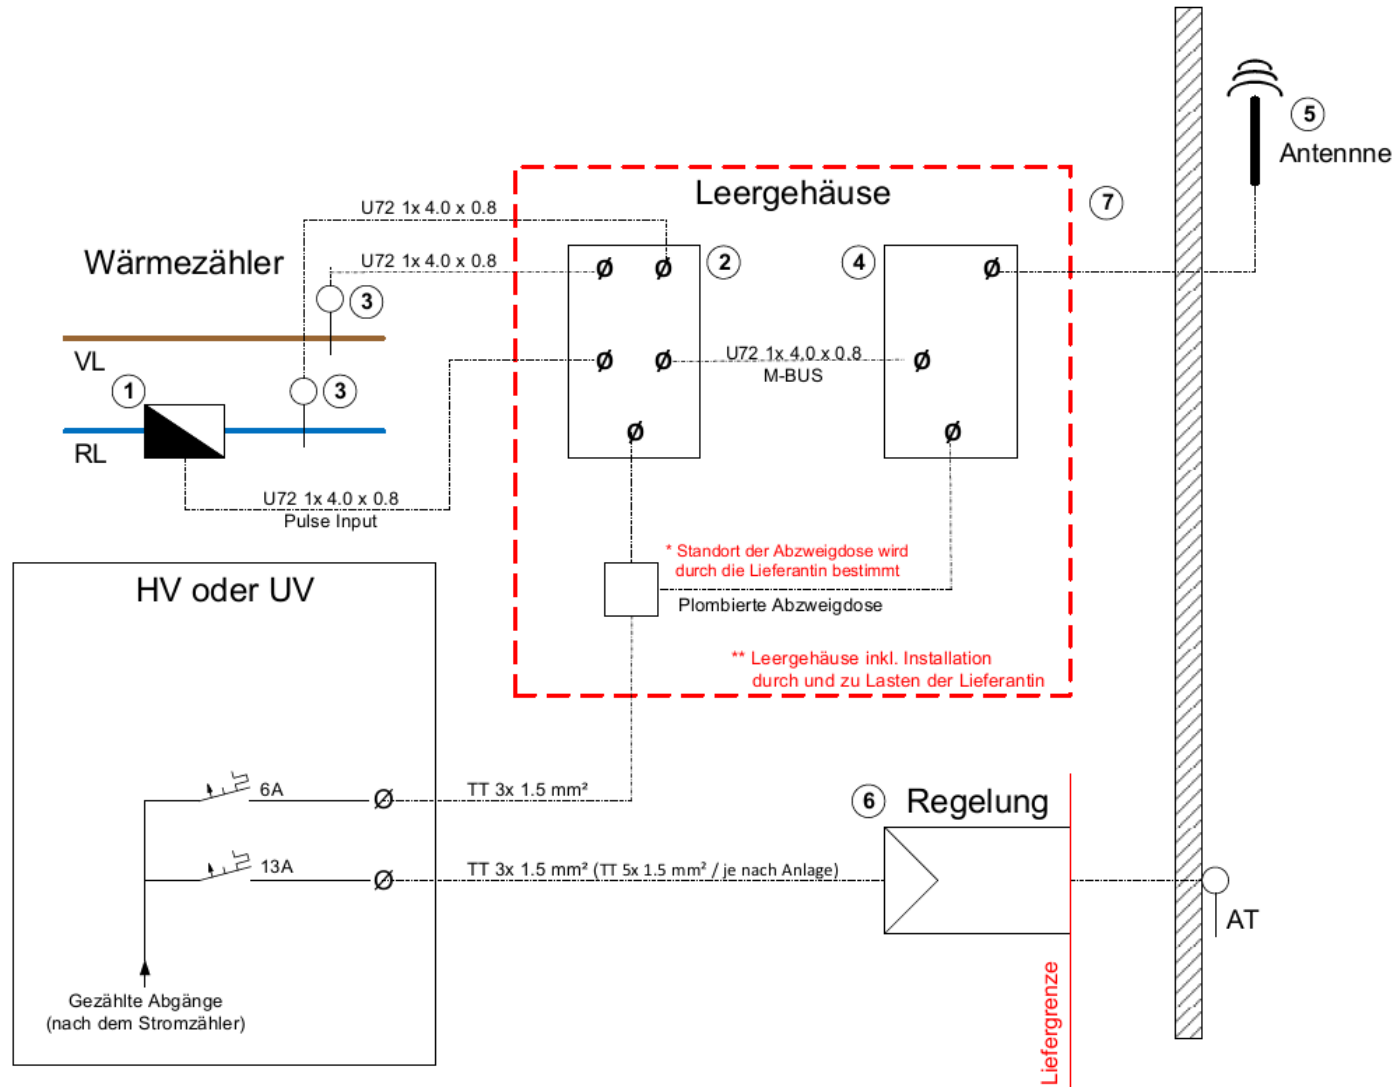 5
Antennne
Leergehäuse
7
U72 1x 4.0 x 0.8
Wärmezähler
U72 1x 4.0 x 0.8
2
4
3
VL
U72 1x 4.0 x 0.8
M-BUS
1
3
RL
U72 1x 4.0 x 0.8
Pulse Input
* Standort der Abzweigdose wird
durch die Lieferantin bestimmt
Plombierte Abzweigdose
** Leergehäuse inkl. Installation
durch und zu Lasten der Lieferantin
HV oder UV
6A
TT 3x 1.5 mm²
13A
TT 3x 1.5 mm² (TT 5x 1.5 mm² / je nach Anlage)
Gezählte Abgänge
(nach dem Stromzähler)
6
Regelung
AT
Liefergrenze